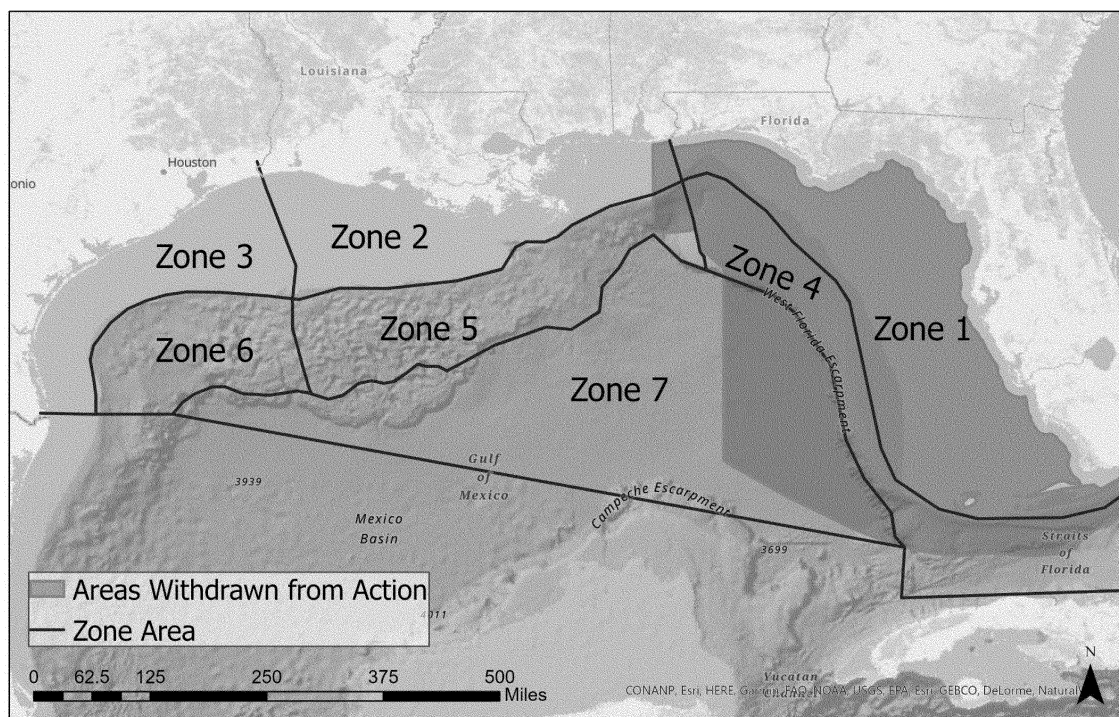 Louisiana
Florida
Houston
onio
Zone 2
Zone 3
Zone 4
West Florida Escarpment
Zone 5
Zone 1
Zone 6
Zone 7
Gulf
of
Mexico
3939
Campeche Escarpment
Mexico
Basin
3699
Straits
of
Florida
Areas Withdrawn from Action
4011
Zone Area
N
0 62.5 125 250 375 500
Miles
Yucatan
CONANP, Esri, HERE, Garmin, FAO, NOAA, USGS, EPA, Esri, GEBCO, DeLorme, Natural